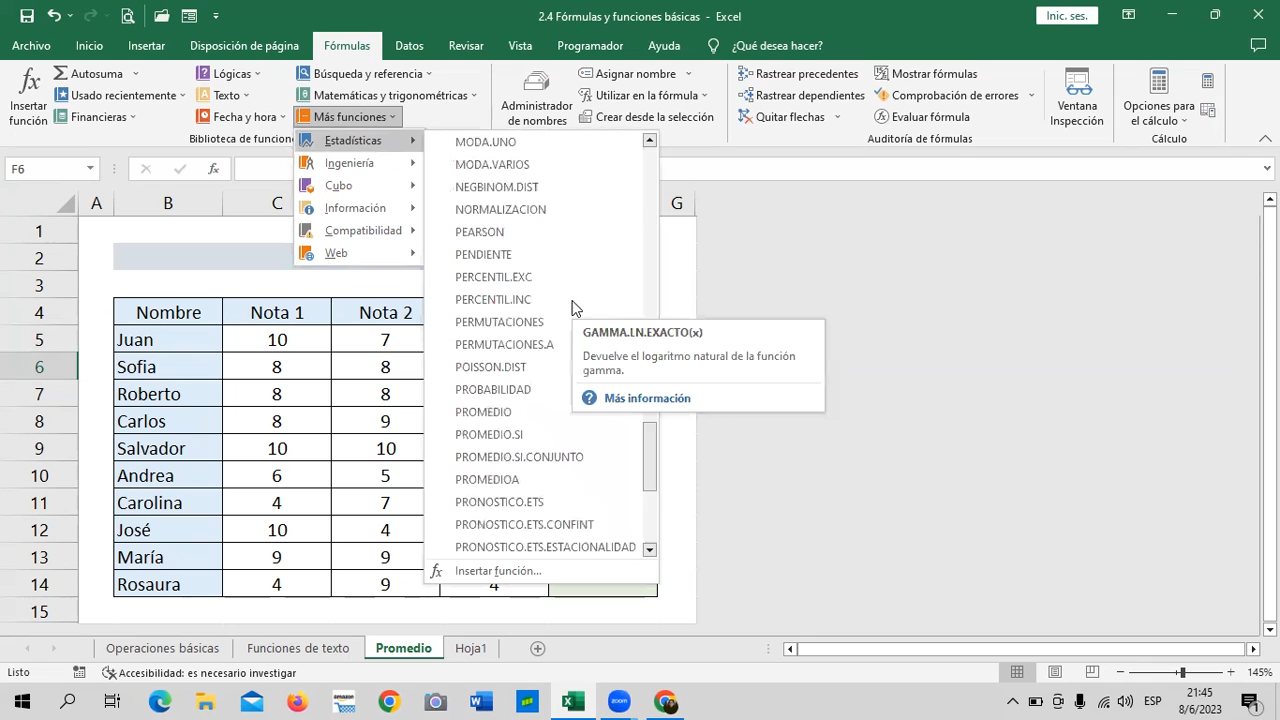 2.4 Fórmulas y funciones básicas - Excel
Inic. ses.
Archivo Inicio Insertar Disposición de página Fórmulas Datos Revisar Vista Programador Ayuda ¿Qué desea hacer?
Insertar función
Autosuma
Usado recientemente
Financieras
Lógicas
Texto
Fecha y hora
Búsqueda y referencia
Matemáticas y trigonométricas
Más funciones
Biblioteca de funci
Administrador de nombres
Asignar nombre
Utilizar en la fórmula
Crear desde la selección
Rastrear precedentes
Rastrear dependientes
Quitar flechas
Mostrar fórmulas
Comprobación de errores
Evaluar fórmula
Auditoría de fórmulas
Ventana Inspección
Opciones para el cálculo
Cálculo
F6
fx
Estadísticas
Ingeniería
Cubo
Información
Compatibilidad
Web
MODA.UNO
MODA.VARIOS
NEGBINOM.DIST
NORMALIZACION
PEARSON
PENDIENTE
PERCENTIL.EXC
PERCENTIL.INC
PERMUTACIONES
PERMUTACIONES.A
POISSON.DIST
PROBABILIDAD
PROMEDIO
PROMEDIO.SI
PROMEDIO.SI.CONJUNTO
PROMEDIOA
PRONOSTICO.ETS
PRONOSTICO.ETS.CONFINT
PRONOSTICO.ETS.ESTACIONALIDAD
fx Insertar función...
GAMMA.LN.EXACTO(x)
Devuelve el logaritmo natural de la función
gamma.
? Más información
A B C G
1
2
3
4 Nombre Nota 1 Nota 2
5 Juan 10 7
6 Sofia 8 8
7 Roberto 8 8
8 Carlos 8 9
9 Salvador 10 10
10 Andrea 6 5
11 Carolina 4 7
12 José 10 4
13 María 9 9
14 Rosaura 4 9 4
15
Operaciones básicas Funciones de texto Promedio Hoja1
Listo Accesibilidad: es necesario investigar 145%
ESP
21:45
8/6/2023